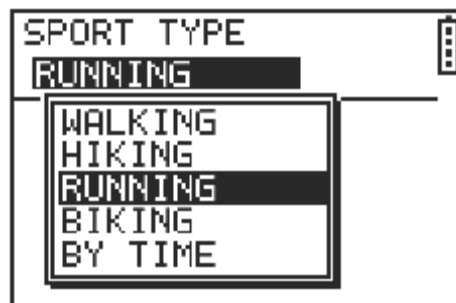 SPORT TYPE
RUNNING
WALKING
HIKING
RUNNING
BIKING
BY TIME